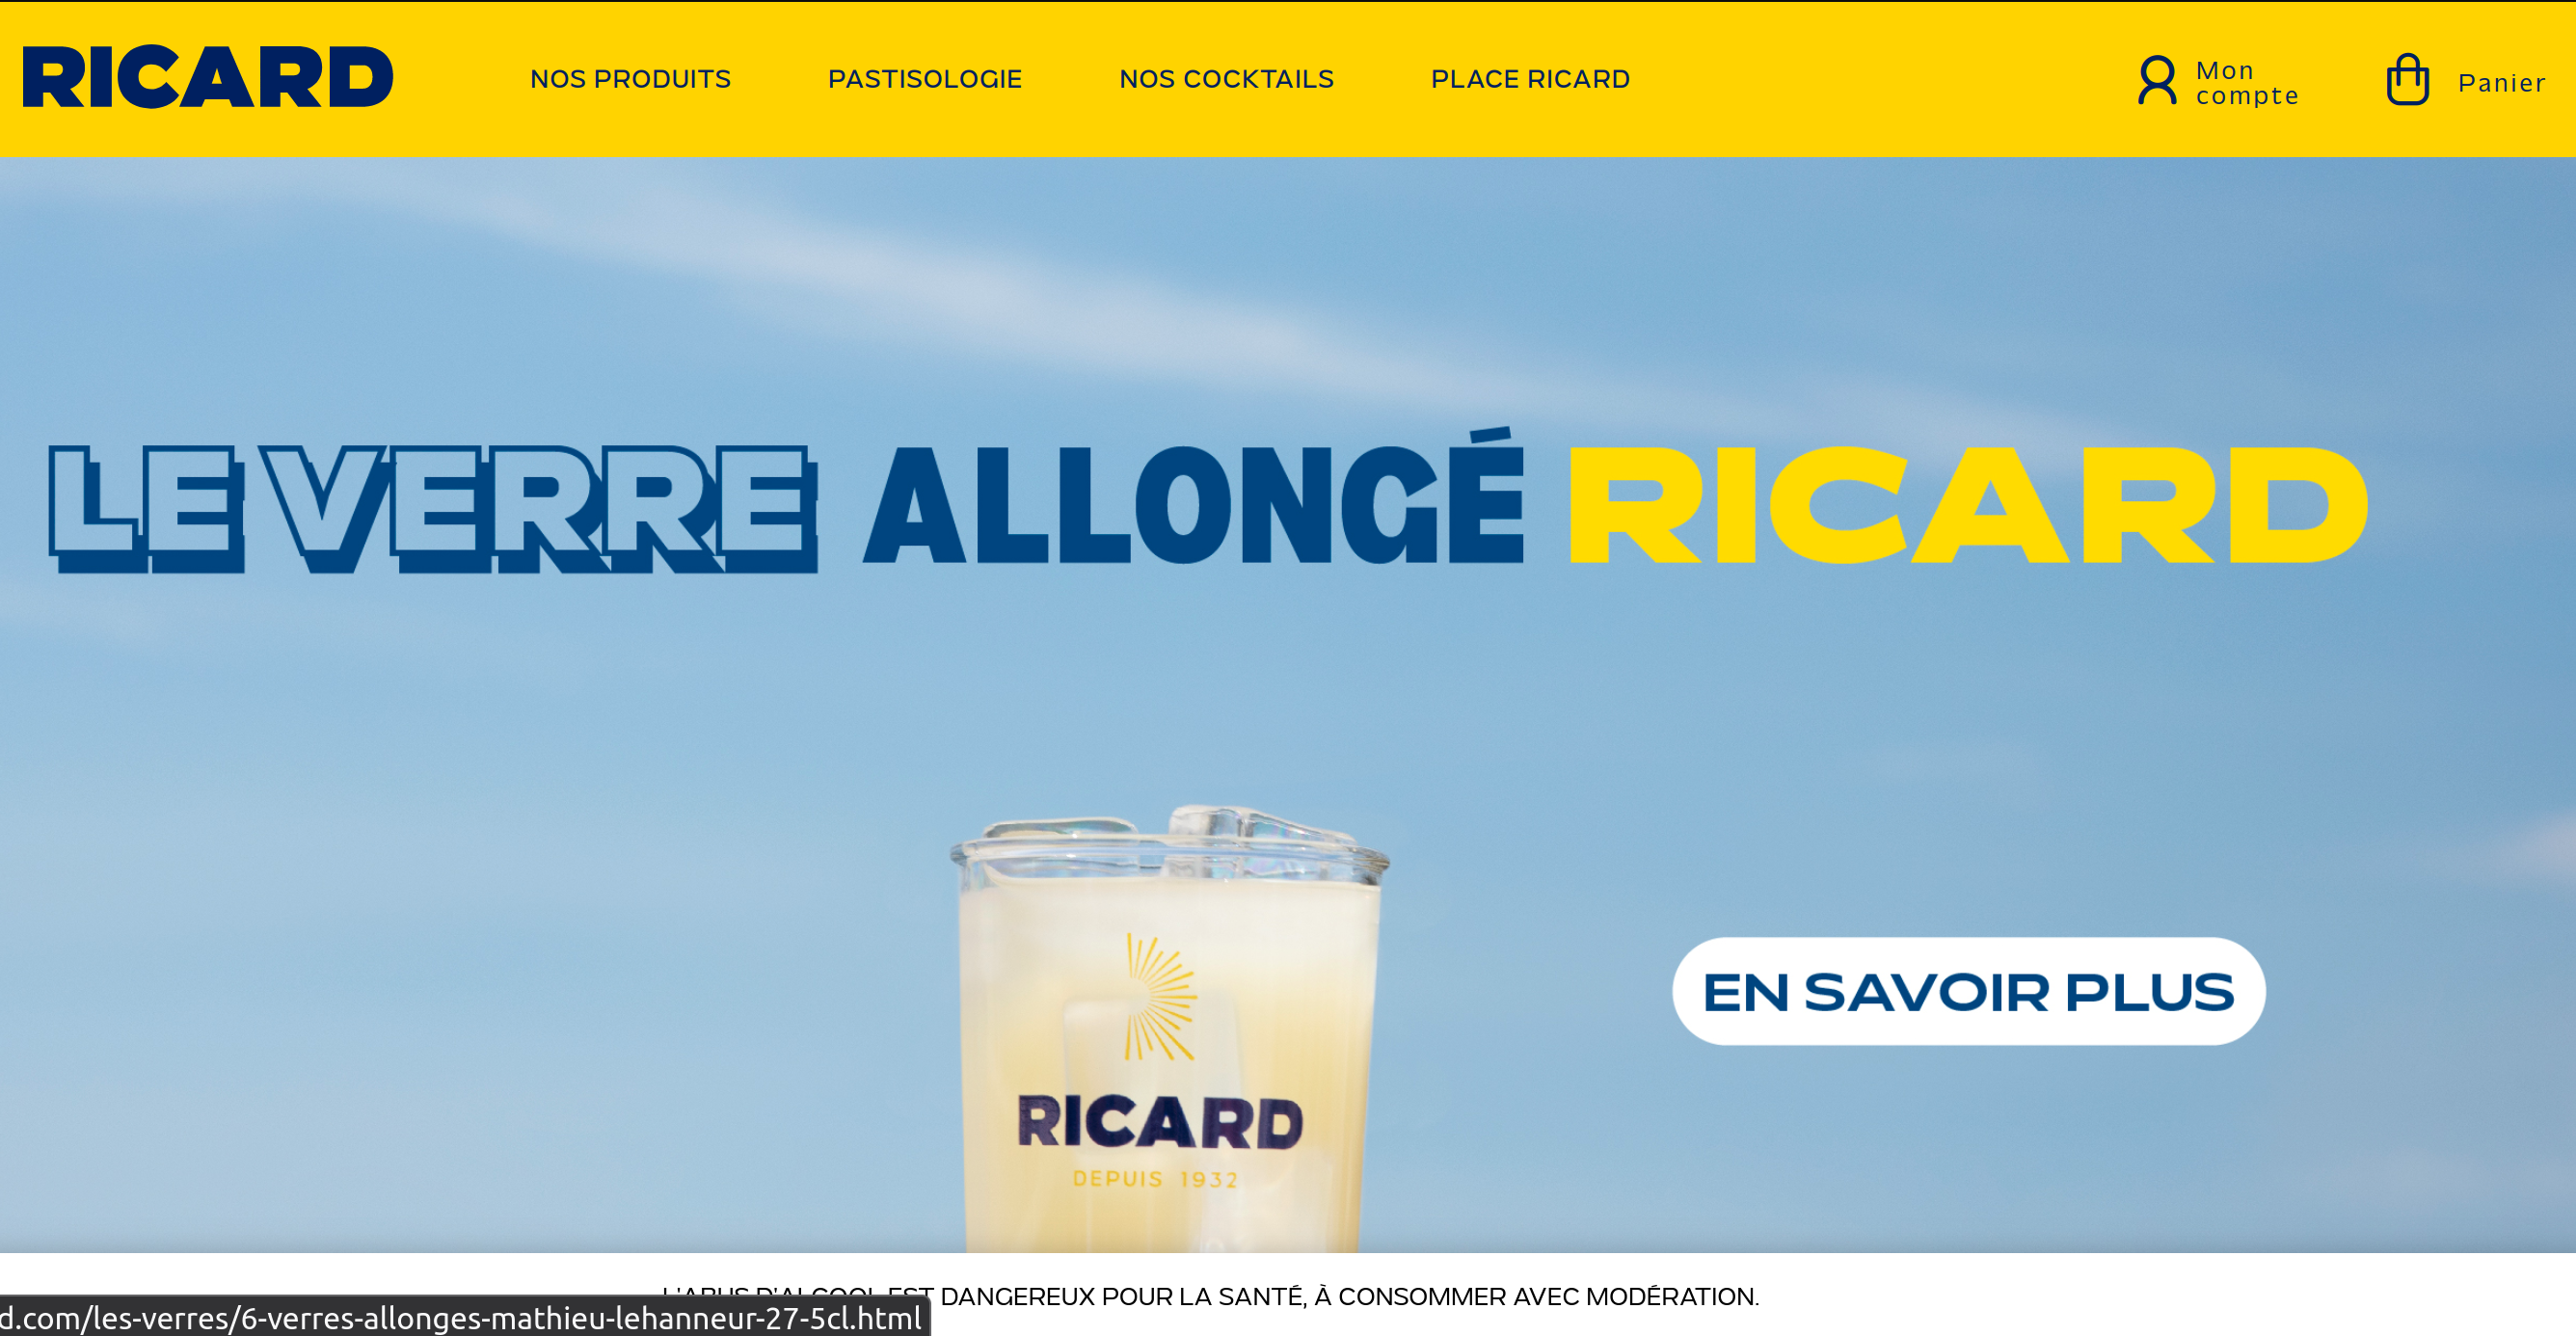 RICARD
NOS PRODUITS
PASTISOLOGIE
NOS COCKTAILS
PLACE RICARD
Mon
compte
Panier
LE VERRE ALLONGÉ RICARD
EN SAVOIR PLUS
RICARD
DEPUIS 1932
L'ABUS D'ALCOOL EST DANGEREUX POUR LA SANTÉ, À CONSOMMER AVEC MODÉRATION.
d.com/les-verres/6-verres-allonges-mathieu-lehanneur-27-5cl.html